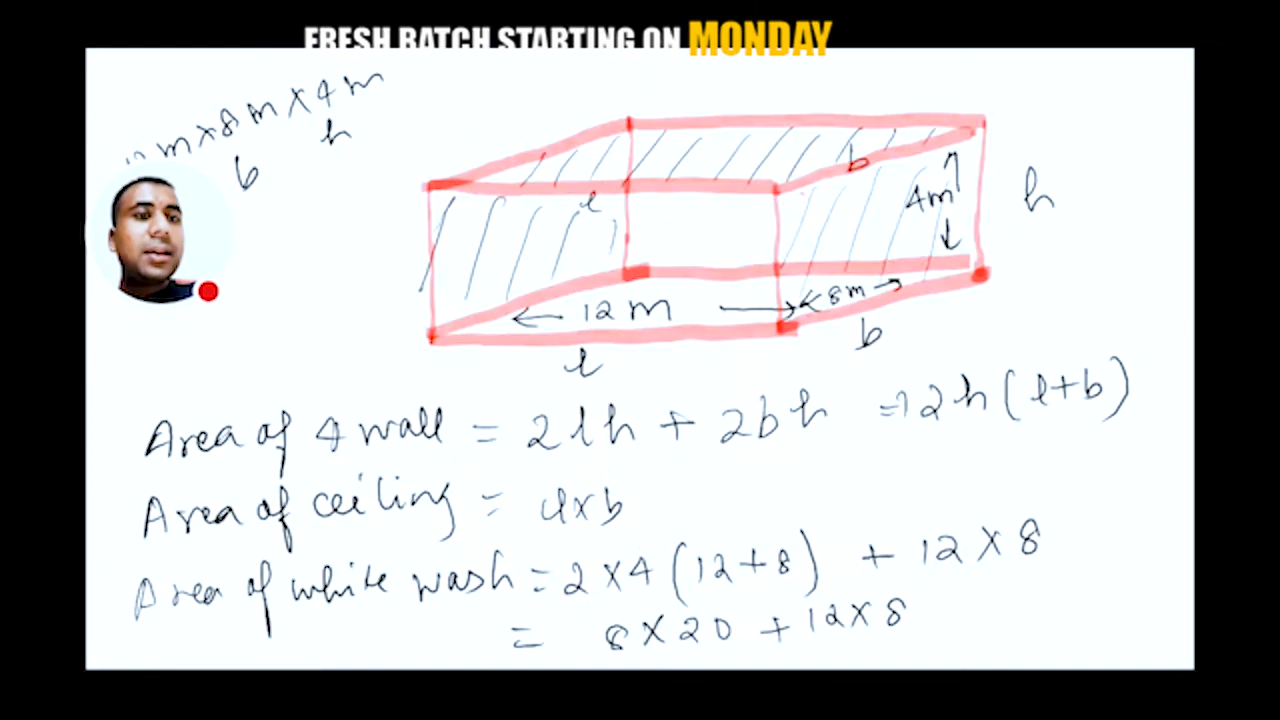 FRESH BATCH STARTING ON MONDAY
m x 8 m x 4 m
b h
b
l
4m
h
12 m
8m
l
b
Area of 4 wall = 2lh + 2bh = 2h(l+b)
Area of ceiling = l x b
Area of white wash = 2 x 4 (12+8) + 12 x 8
= 8 x 20 + 12 x 8